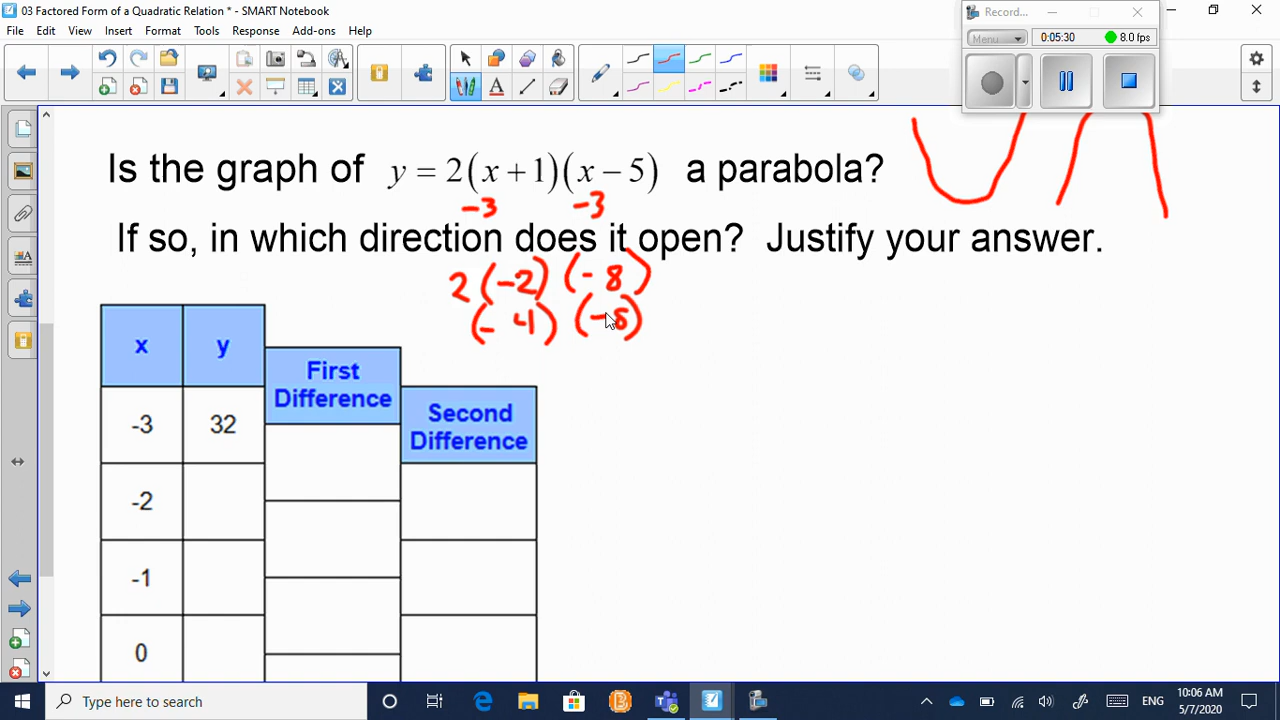 03 Factored Form of a Quadratic Relation * - SMART Notebook
Record...
File Edit View Insert Format Tools Response Add-ons Help
Menu 0:05:30 8.0 fps
Is the graph of y = 2(x + 1)(x − 5) a parabola?
-3 -3
If so, in which direction does it open? Justify your answer.
2 (-2) (-8)
(-4) (-8)
x y
First Difference
Second Difference
-3 32
-2
-1
0
Type here to search
ENG
10:06 AM
5/7/2020